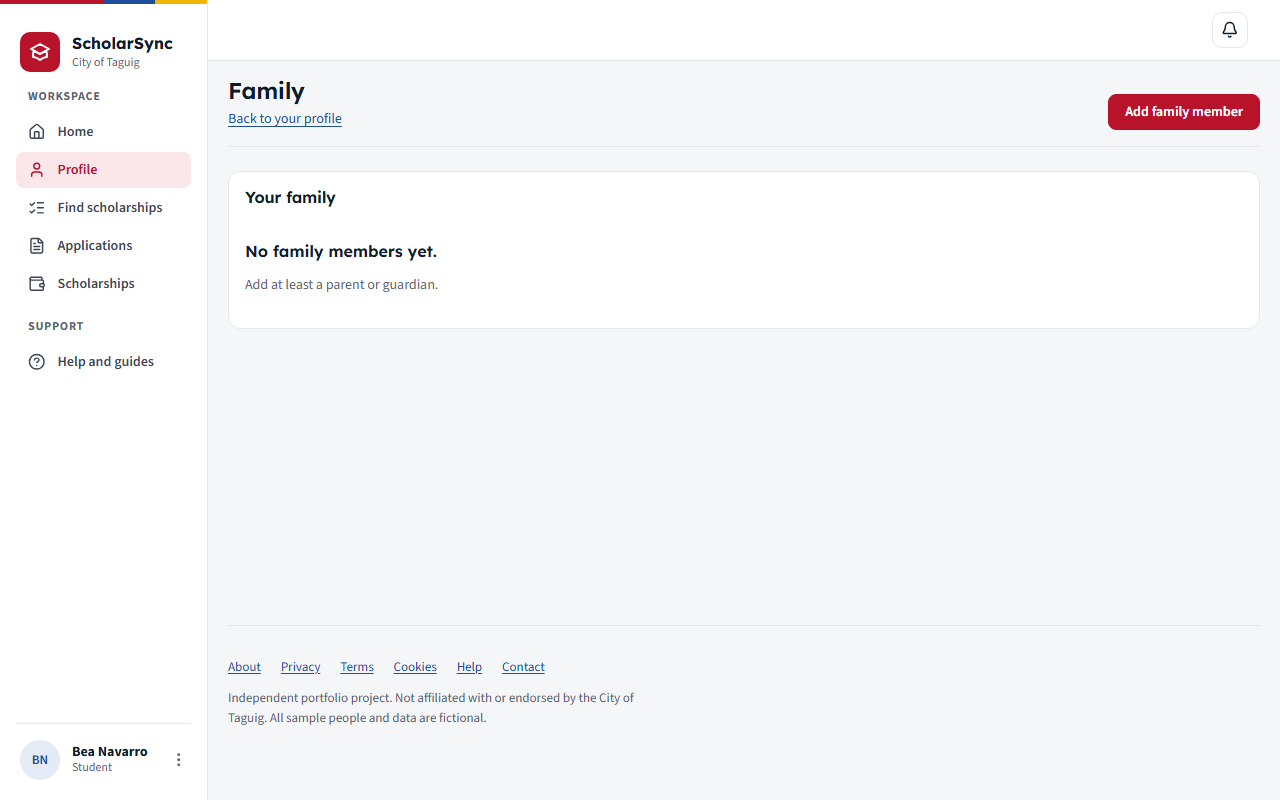 ScholarSync
City of Taguig
WORKSPACE
Home
Profile
Find scholarships
Applications
Scholarships
SUPPORT
Help and guides
BN
Bea Navarro
Student
Family
Back to your profile
Add family member
Your family
No family members yet.
Add at least a parent or guardian.
About Privacy Terms Cookies Help Contact
Independent portfolio project. Not affiliated with or endorsed by the City of
Taguig. All sample people and data are fictional.